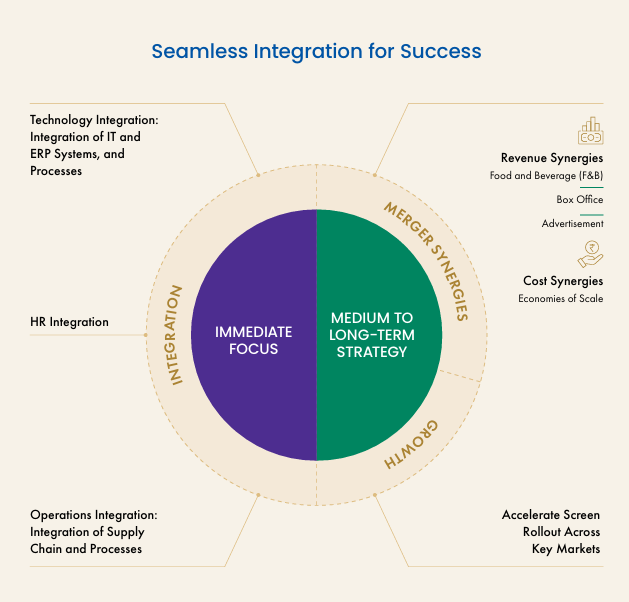 Seamless Integration for Success
Technology Integration:
Integration of IT and
ERP Systems, and
Processes
HR Integration
Operations Integration:
Integration of Supply
Chain and Processes
INTEGRATION
IMMEDIATE
FOCUS
MEDIUM TO
LONG-TERM
STRATEGY
MERGER SYNERGIES
GROWTH
Revenue Synergies
Food and Beverage (F&B)
Box Office
Advertisement
₹
Cost Synergies
Economies of Scale
Accelerate Screen
Rollout Across
Key Markets